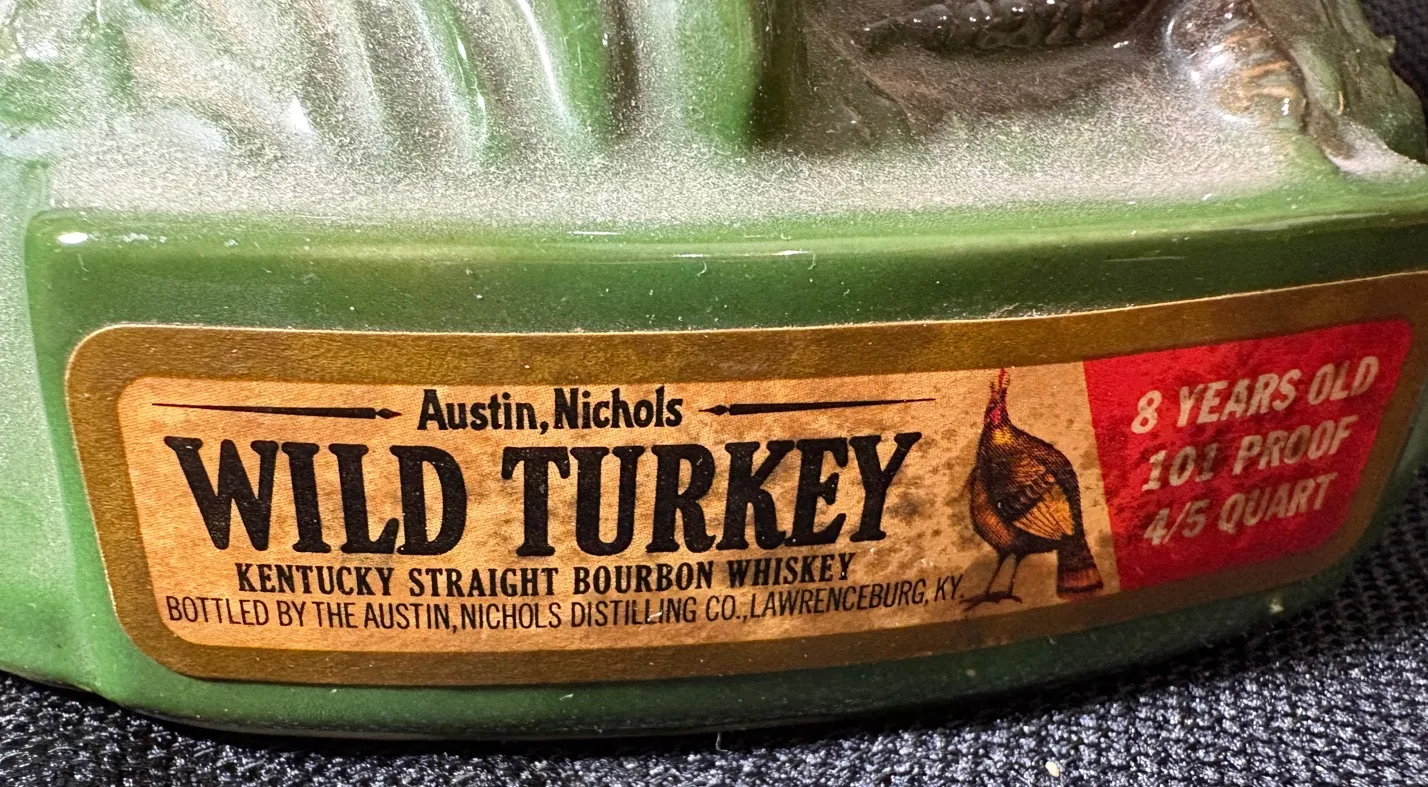 Austin, Nichols
WILD TURKEY
KENTUCKY STRAIGHT BOURBON WHISKEY
BOTTLED BY THE AUSTIN, NICHOLS DISTILLING CO., LAWRENCEBURG, KY.
8 YEARS OLD
101 PROOF
4/5 QUART